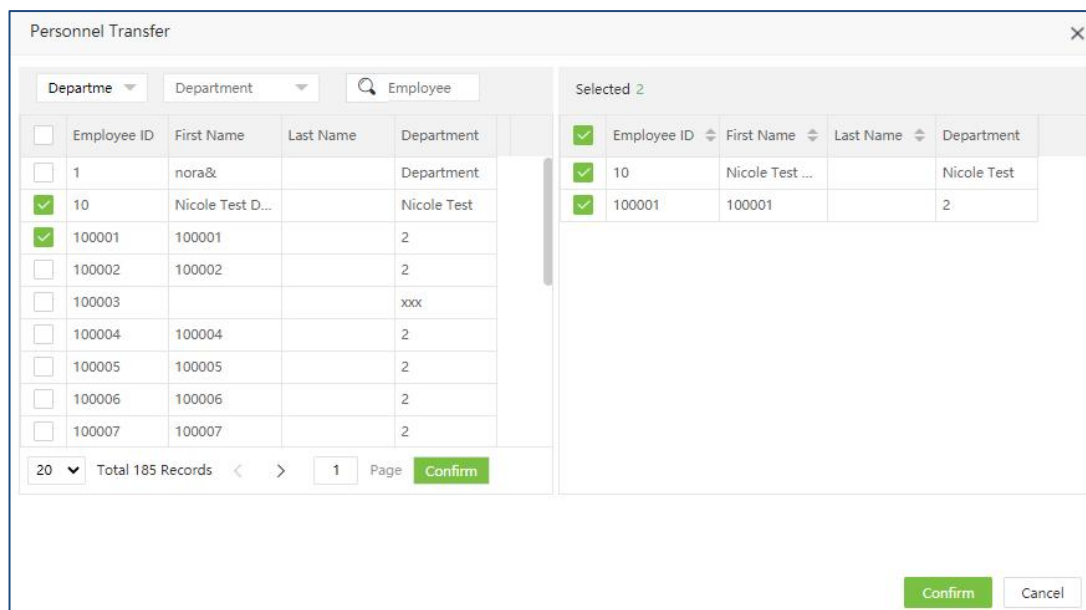 Personnel Transfer
Departme Department Employee
Employee ID First Name Last Name Department
1 nora& Department
10 Nicole Test D... Nicole Test
100001 100001 2
100002 100002 2
100003 xxx
100004 100004 2
100005 100005 2
100006 100006 2
100007 100007 2
20 Total 185 Records < > 1 Page Confirm
Selected 2
Employee ID First Name Last Name Department
10 Nicole Test ... Nicole Test
100001 100001 2
Confirm Cancel